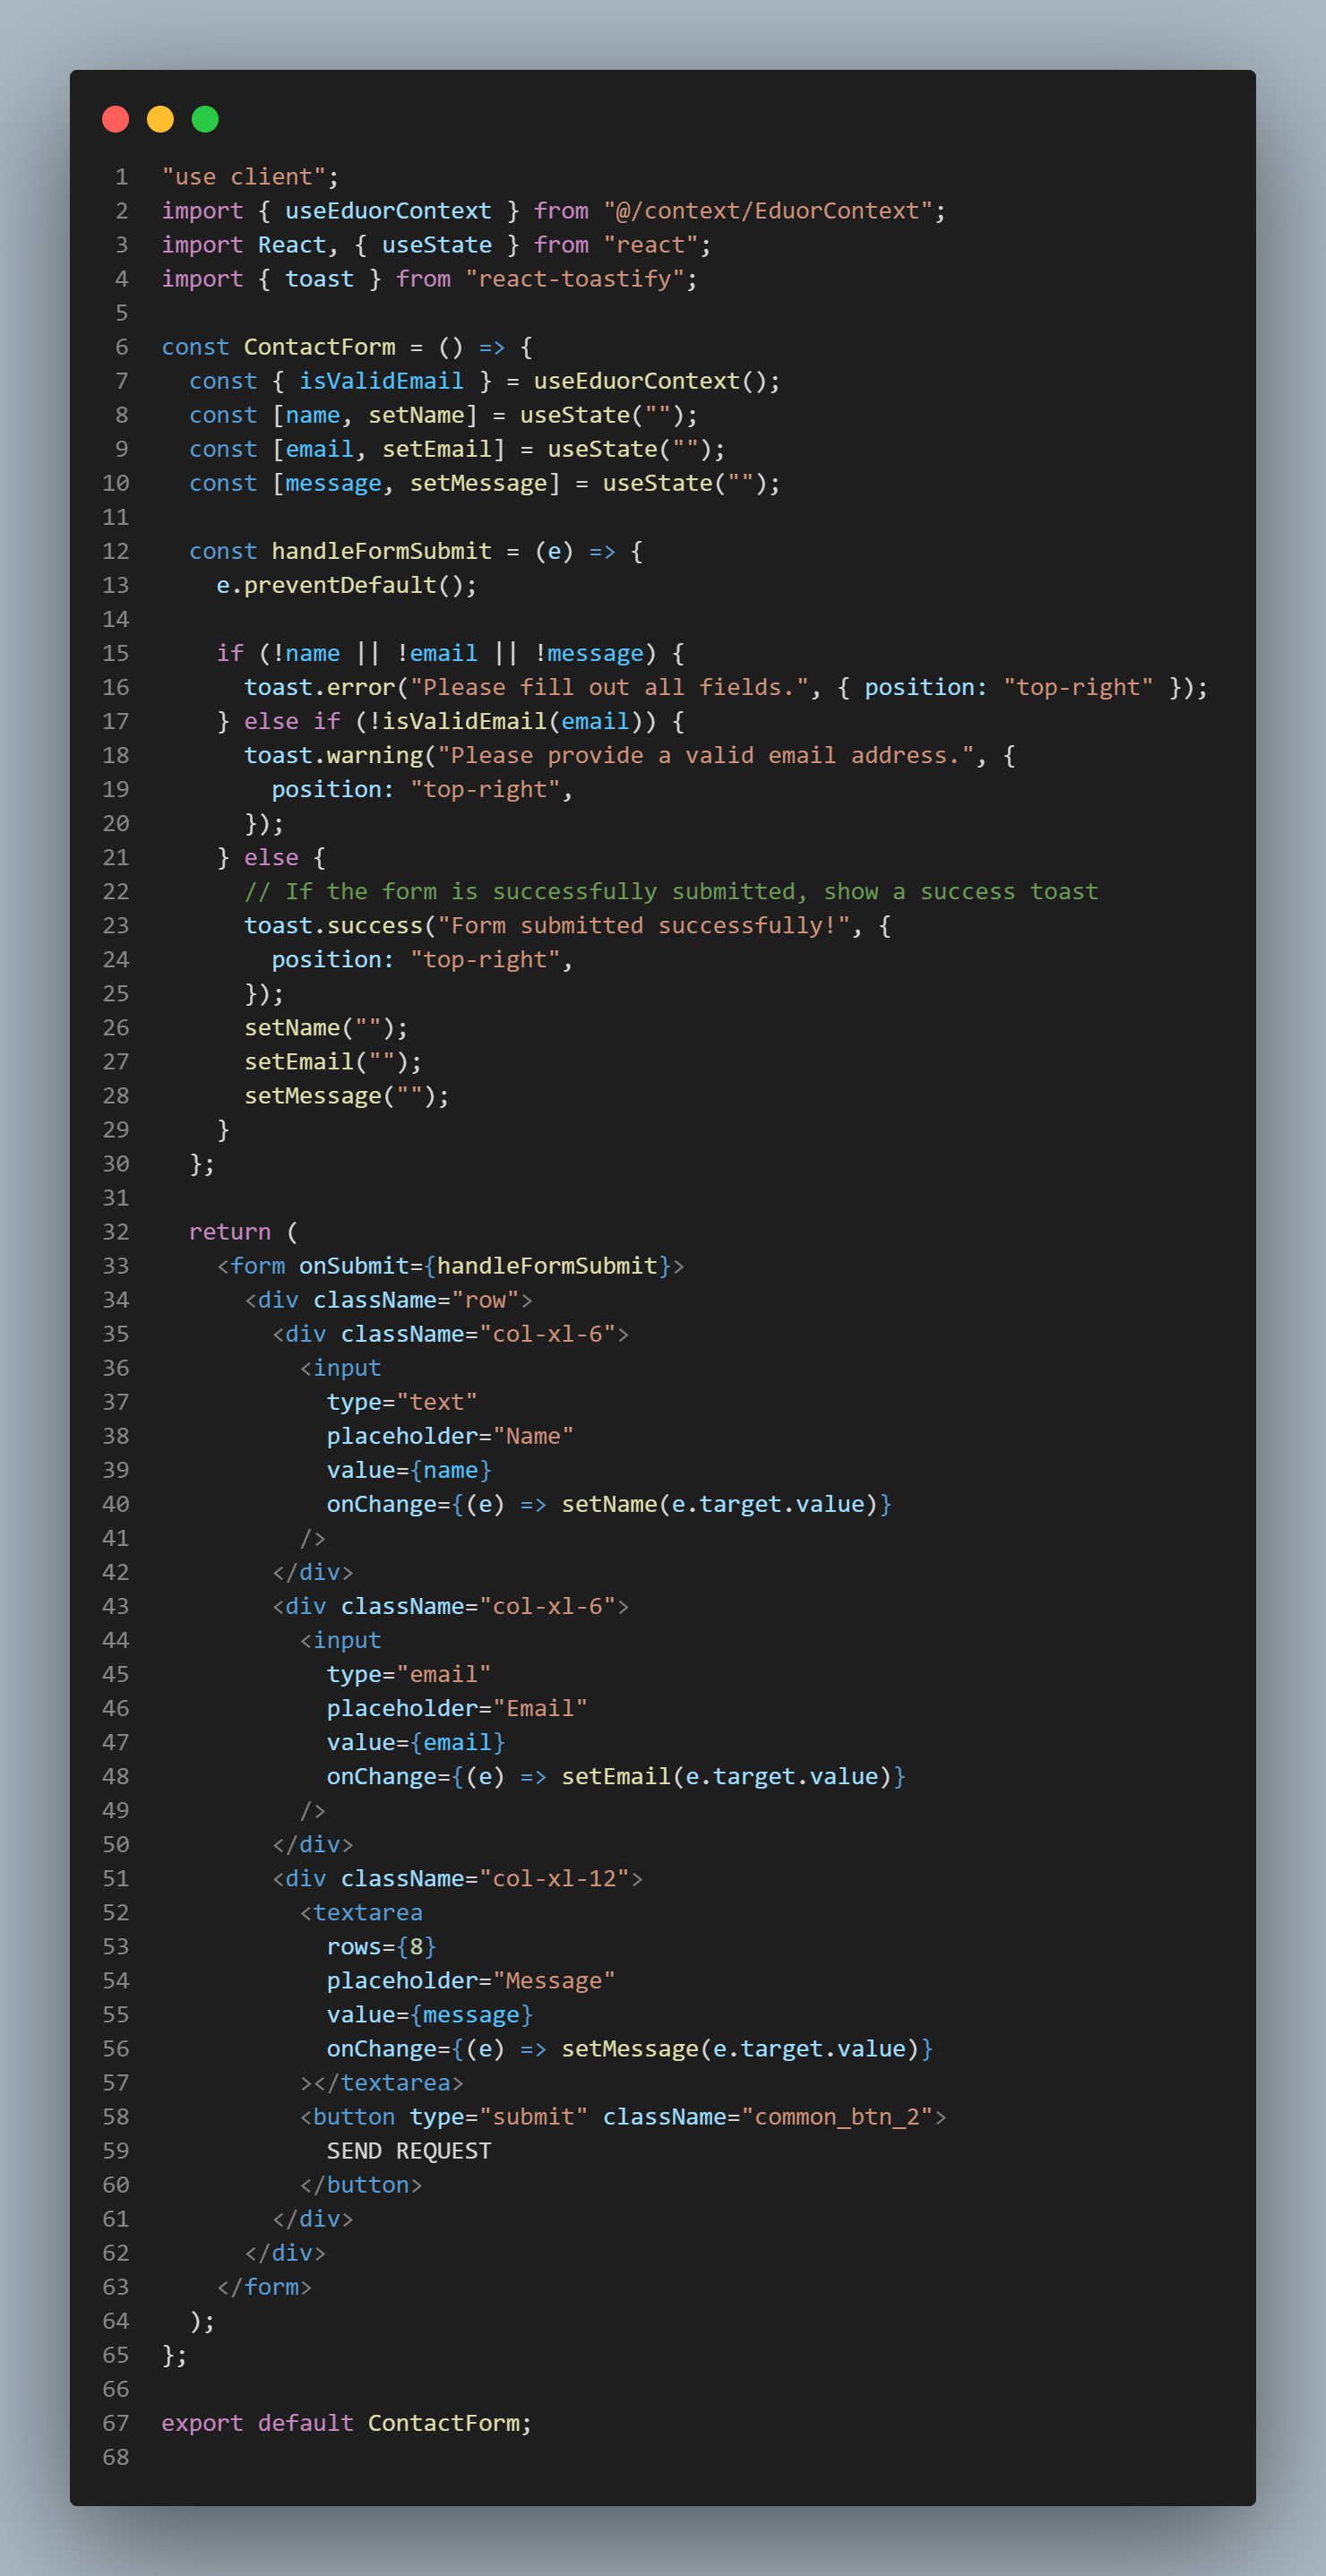 1 "use client";
2 import { useEduorContext } from "@/context/EduorContext";
3 import React, { useState } from "react";
4 import { toast } from "react-toastify";
5
6 const ContactForm = () => {
7   const { isValidEmail } = useEduorContext();
8   const [name, setName] = useState("");
9   const [email, setEmail] = useState("");
10   const [message, setMessage] = useState("");
11
12   const handleFormSubmit = (e) => {
13     e.preventDefault();
14
15     if (!name || !email || !message) {
16       toast.error("Please fill out all fields.", { position: "top-right" });
17     } else if (!isValidEmail(email)) {
18       toast.warning("Please provide a valid email address.", {
19         position: "top-right",
20       });
21     } else {
22       // If the form is successfully submitted, show a success toast
23       toast.success("Form submitted successfully!", {
24         position: "top-right",
25       });
26       setName("");
27       setEmail("");
28       setMessage("");
29     }
30   };
31
32   return (
33     <form onSubmit={handleFormSubmit}>
34       <div className="row">
35         <div className="col-xl-6">
36           <input
37             type="text"
38             placeholder="Name"
39             value={name}
40             onChange={(e) => setName(e.target.value)}
41           />
42         </div>
43         <div className="col-xl-6">
44           <input
45             type="email"
46             placeholder="Email"
47             value={email}
48             onChange={(e) => setEmail(e.target.value)}
49           />
50         </div>
51         <div className="col-xl-12">
52           <textarea
53             rows={8}
54             placeholder="Message"
55             value={message}
56             onChange={(e) => setMessage(e.target.value)}
57           ></textarea>
58           <button type="submit" className="common_btn_2">
59             SEND REQUEST
60           </button>
61         </div>
62       </div>
63     </form>
64   );
65 };
66
67 export default ContactForm;
68